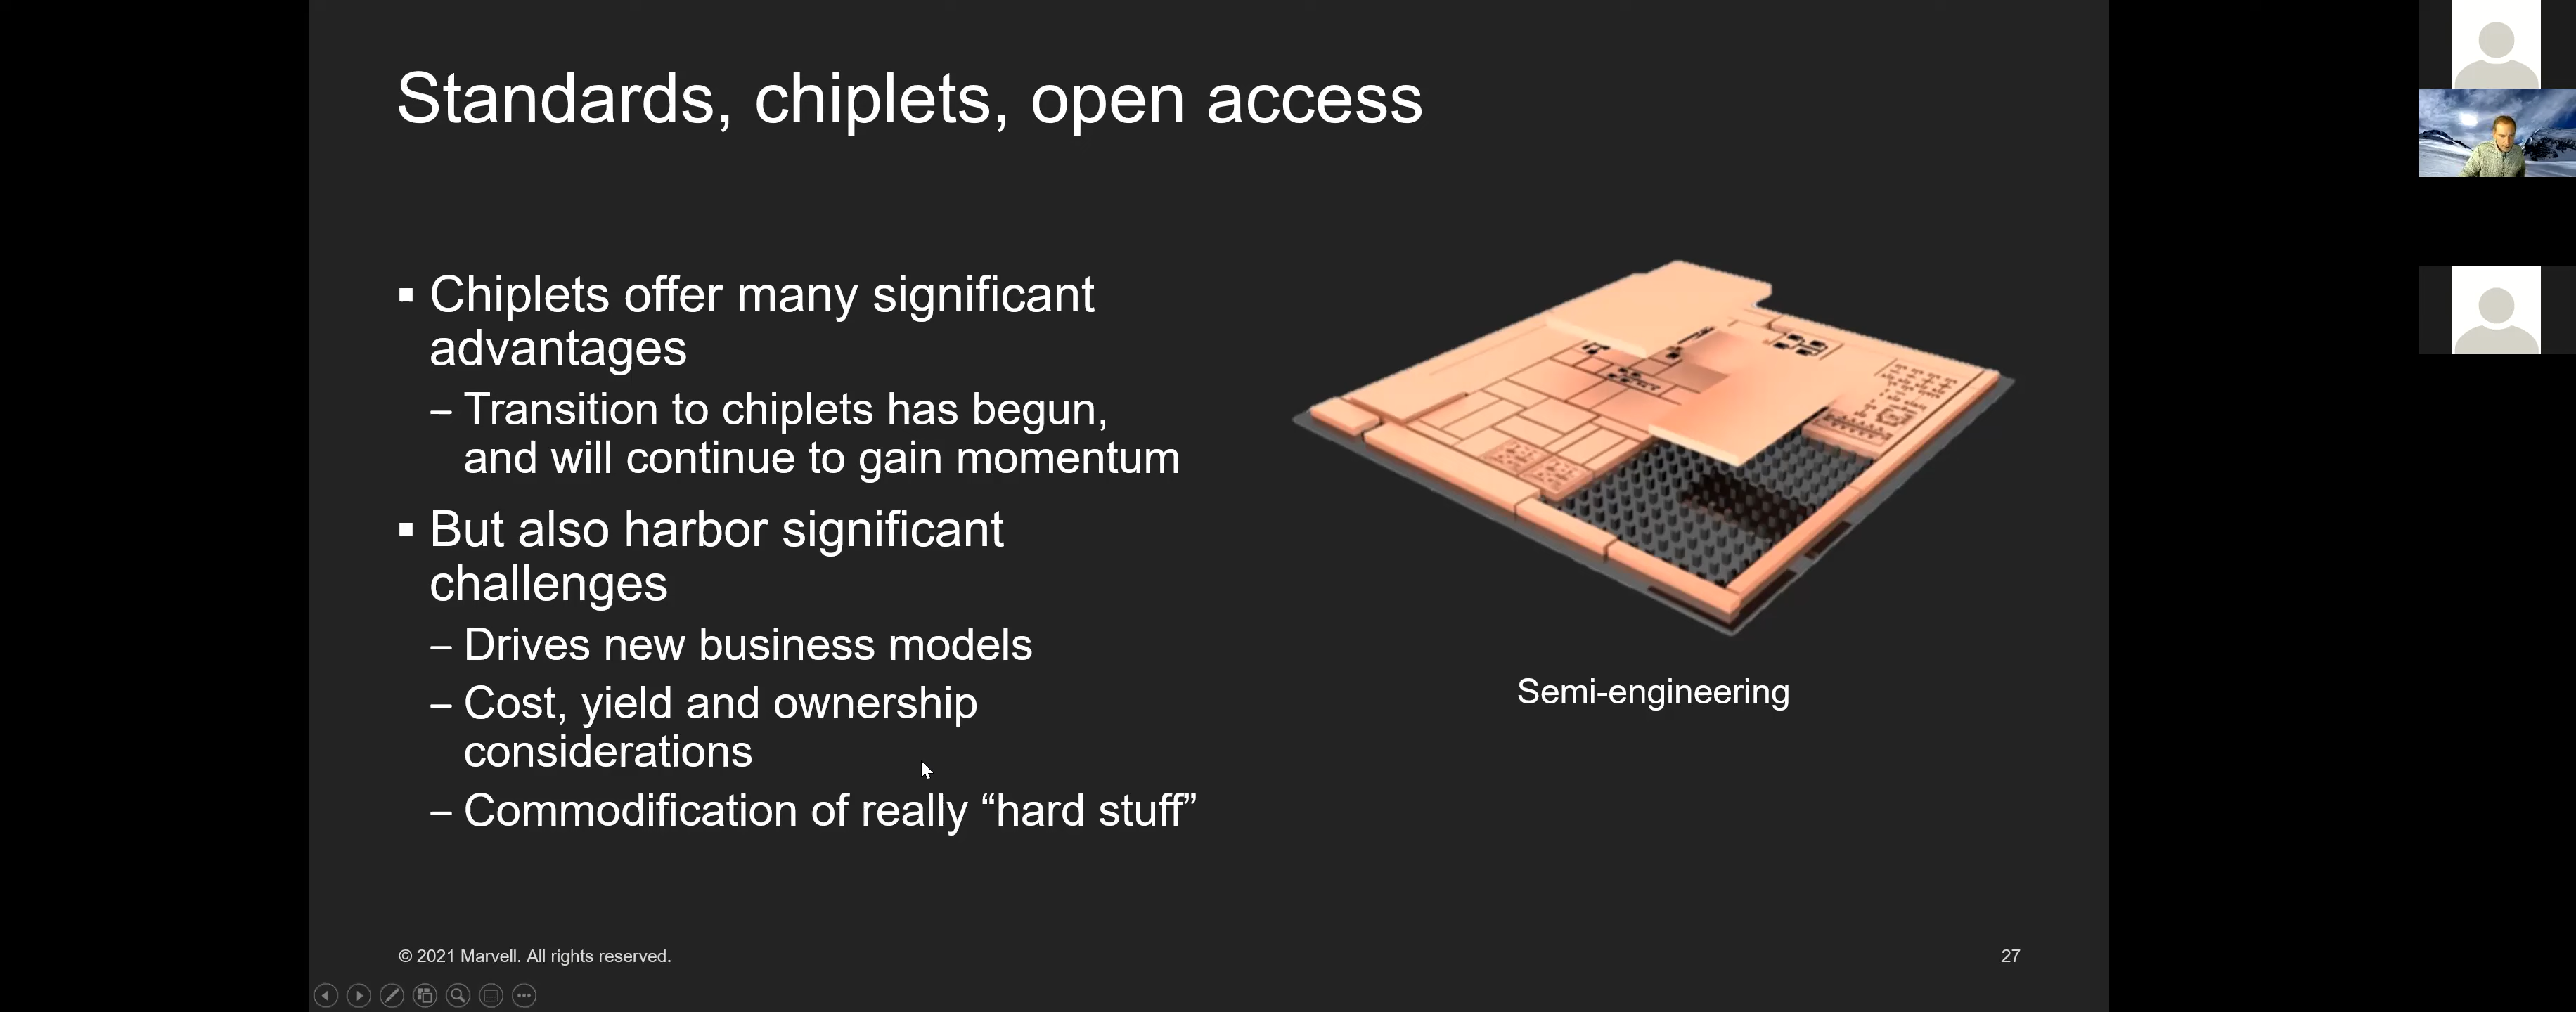 Standards, chiplets, open access
▪ Chiplets offer many significant
advantages
– Transition to chiplets has begun,
and will continue to gain momentum
▪ But also harbor significant
challenges
– Drives new business models
– Cost, yield and ownership
considerations
– Commodification of really “hard stuff”
Semi-engineering
© 2021 Marvell. All rights reserved.
27